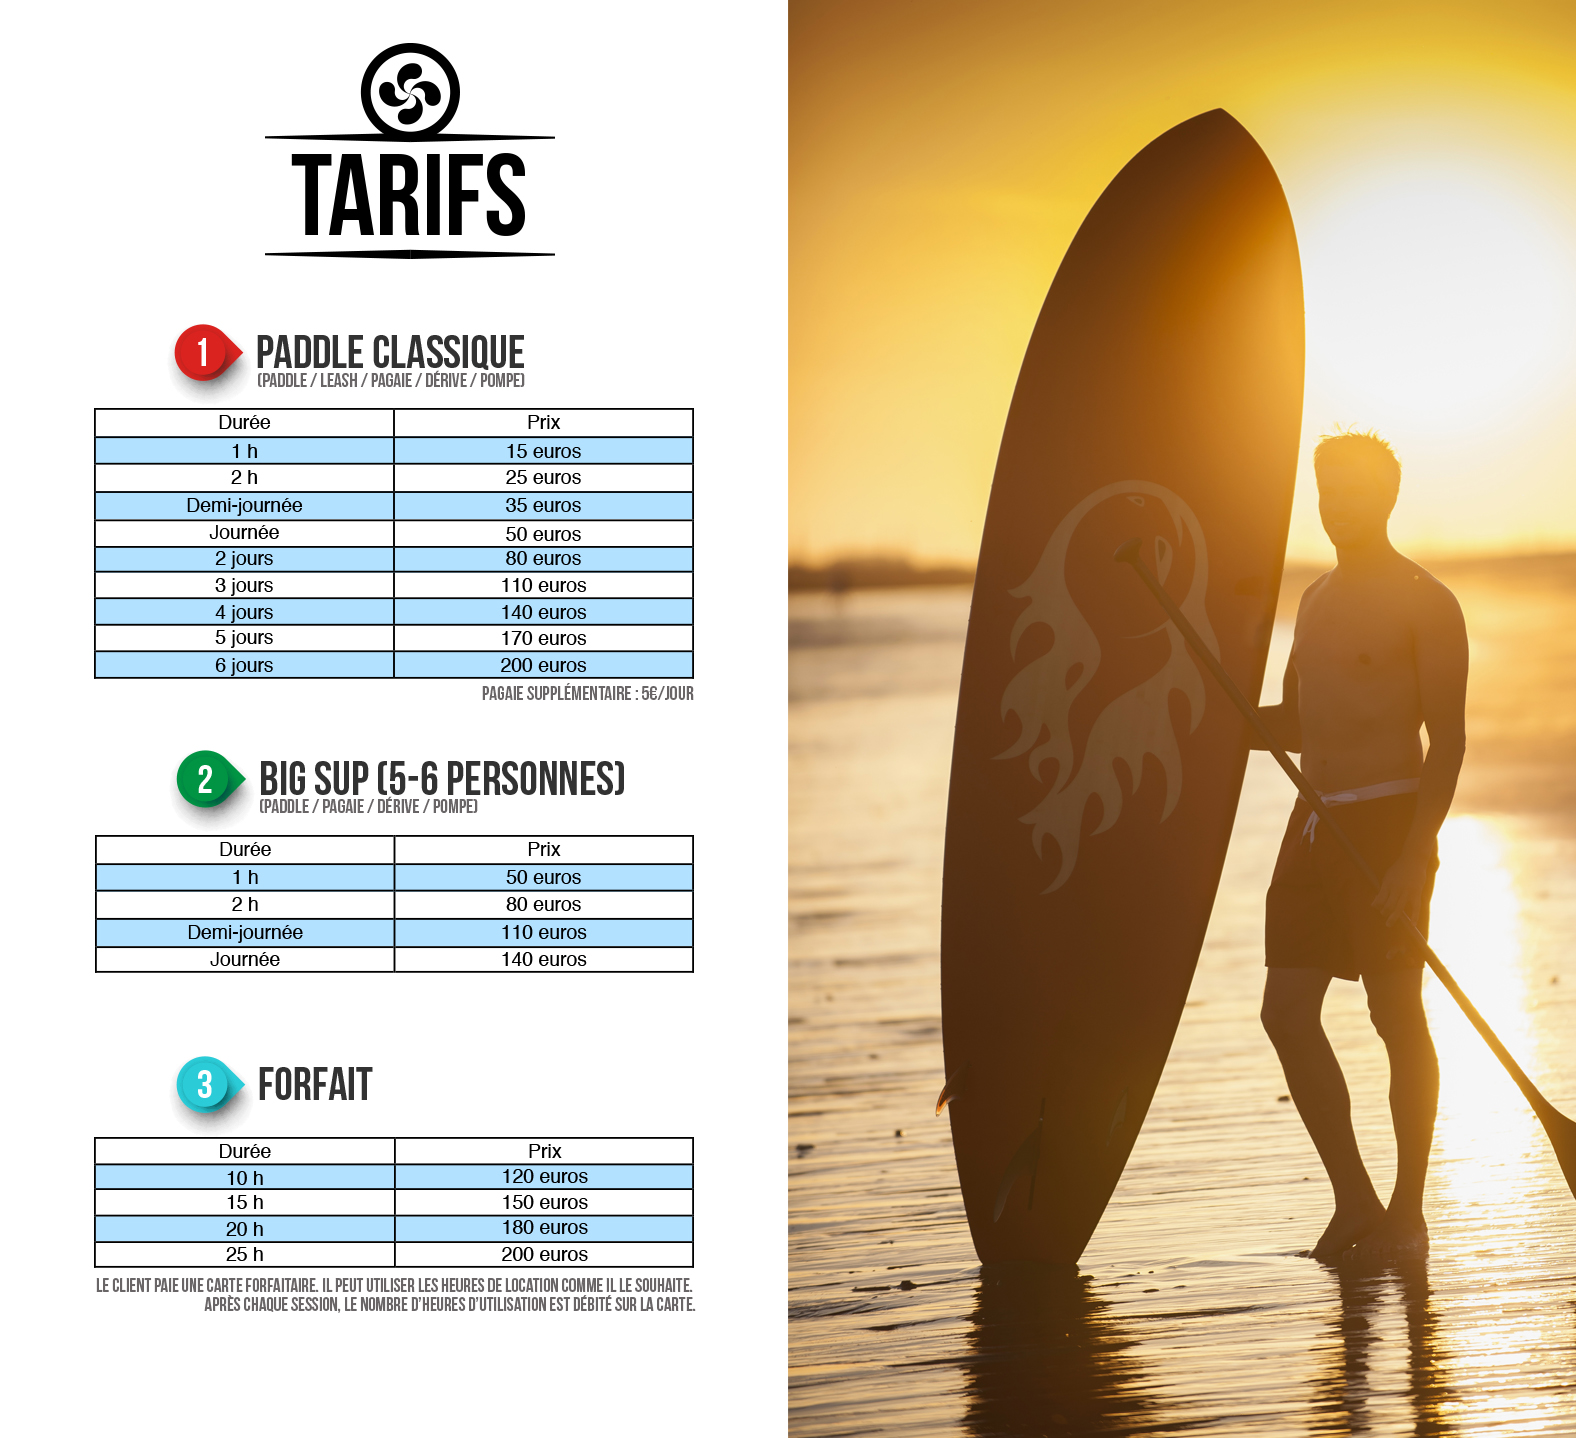 TARIFS
1 PADDLE CLASSIQUE
(PADDLE / LEASH / PAGAIE / DÉRIVE / POMPE)
Durée Prix
1 h 15 euros
2 h 25 euros
Demi-journée 35 euros
Journée 50 euros
2 jours 80 euros
3 jours 110 euros
4 jours 140 euros
5 jours 170 euros
6 jours 200 euros
PAGAIE SUPPLÉMENTAIRE : 5€/JOUR
2 BIG SUP (5-6 PERSONNES)
(PADDLE / PAGAIE / DÉRIVE / POMPE)
Durée Prix
1 h 50 euros
2 h 80 euros
Demi-journée 110 euros
Journée 140 euros
3 FORFAIT
Durée Prix
10 h 120 euros
15 h 150 euros
20 h 180 euros
25 h 200 euros
LE CLIENT PAIE UNE CARTE FORFAITAIRE. IL PEUT UTILISER LES HEURES DE LOCATION COMME IL LE SOUHAITE.
APRÈS CHAQUE SESSION, LE NOMBRE D'HEURES D'UTILISATION EST DÉBITÉ SUR LA CARTE.